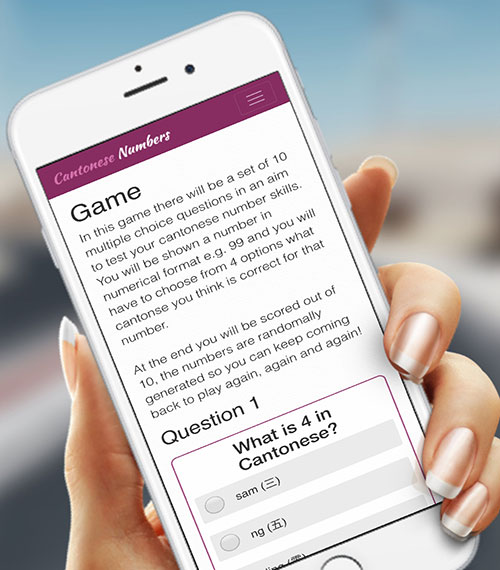 Cantonese Numbers
Game
In this game there will be a set of 10
multiple choice questions in an aim
to test your cantonese number skills.
You will be shown a number in
numerical format e.g. 99 and you will
have to choose from 4 options what
cantonse you think is correct for that
number.
At the end you will be scored out of
10, the numbers are randomally
generated so you can keep coming
back to play again, again and again!
Question 1
What is 4 in
Cantonese?
sam (三)
ng (五)